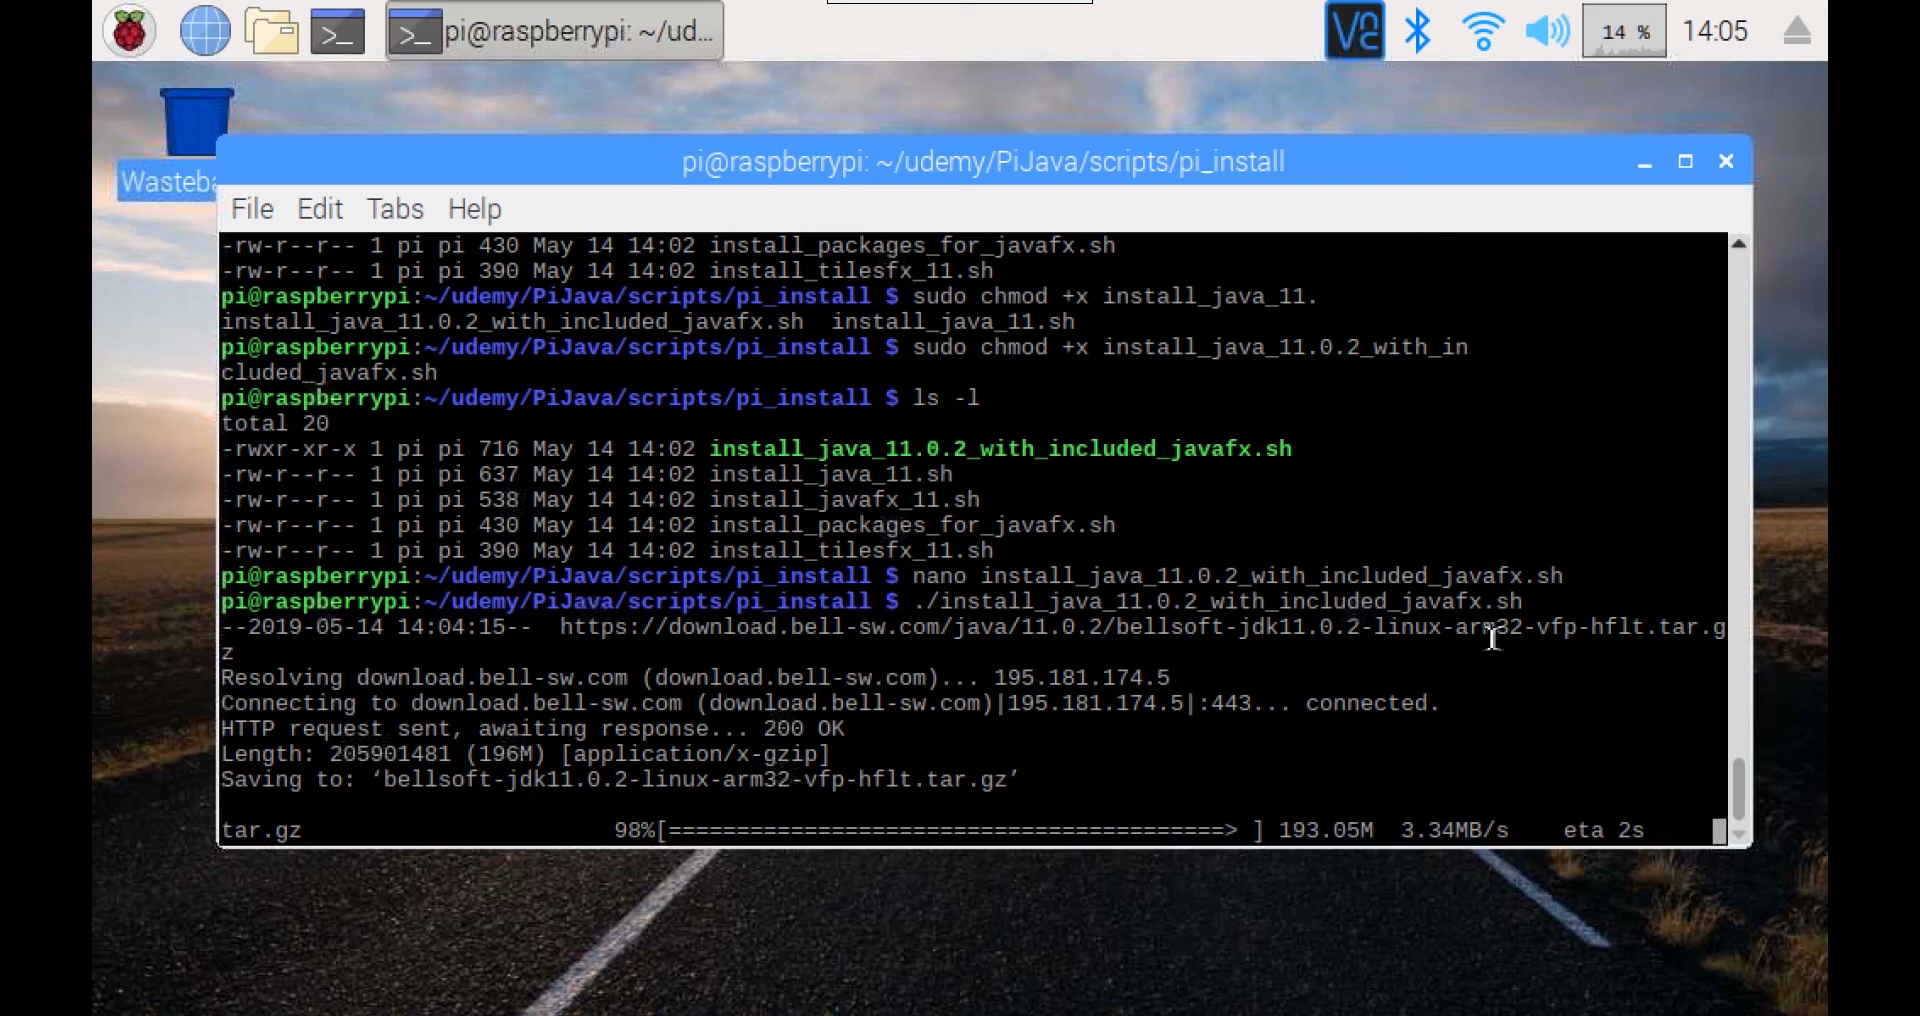 pi@raspberrypi: ~/ud...
14 %
14:05
Wasteba
pi@raspberrypi: ~/udemy/PiJava/scripts/pi_install
File Edit Tabs Help
-rw-r--r-- 1 pi pi 430 May 14 14:02 install_packages_for_javafx.sh
-rw-r--r-- 1 pi pi 390 May 14 14:02 install_tilesfx_11.sh
pi@raspberrypi:~/udemy/PiJava/scripts/pi_install $ sudo chmod +x install_java_11.
install_java_11.0.2_with_included_javafx.sh  install_java_11.sh
pi@raspberrypi:~/udemy/PiJava/scripts/pi_install $ sudo chmod +x install_java_11.0.2_with_in
cluded_javafx.sh
pi@raspberrypi:~/udemy/PiJava/scripts/pi_install $ ls -l
total 20
-rwxr-xr-x 1 pi pi 716 May 14 14:02 install_java_11.0.2_with_included_javafx.sh
-rw-r--r-- 1 pi pi 637 May 14 14:02 install_java_11.sh
-rw-r--r-- 1 pi pi 538 May 14 14:02 install_javafx_11.sh
-rw-r--r-- 1 pi pi 430 May 14 14:02 install_packages_for_javafx.sh
-rw-r--r-- 1 pi pi 390 May 14 14:02 install_tilesfx_11.sh
pi@raspberrypi:~/udemy/PiJava/scripts/pi_install $ nano install_java_11.0.2_with_included_javafx.sh
pi@raspberrypi:~/udemy/PiJava/scripts/pi_install $ ./install_java_11.0.2_with_included_javafx.sh
--2019-05-14 14:04:15--  https://download.bell-sw.com/java/11.0.2/bellsoft-jdk11.0.2-linux-arm32-vfp-hflt.tar.g
z
Resolving download.bell-sw.com (download.bell-sw.com)... 195.181.174.5
Connecting to download.bell-sw.com (download.bell-sw.com)|195.181.174.5|:443... connected.
HTTP request sent, awaiting response... 200 OK
Length: 205901481 (196M) [application/x-gzip]
Saving to: ‘bellsoft-jdk11.0.2-linux-arm32-vfp-hflt.tar.gz’
tar.gz 98%[=========================================> ] 193.05M 3.34MB/s eta 2s